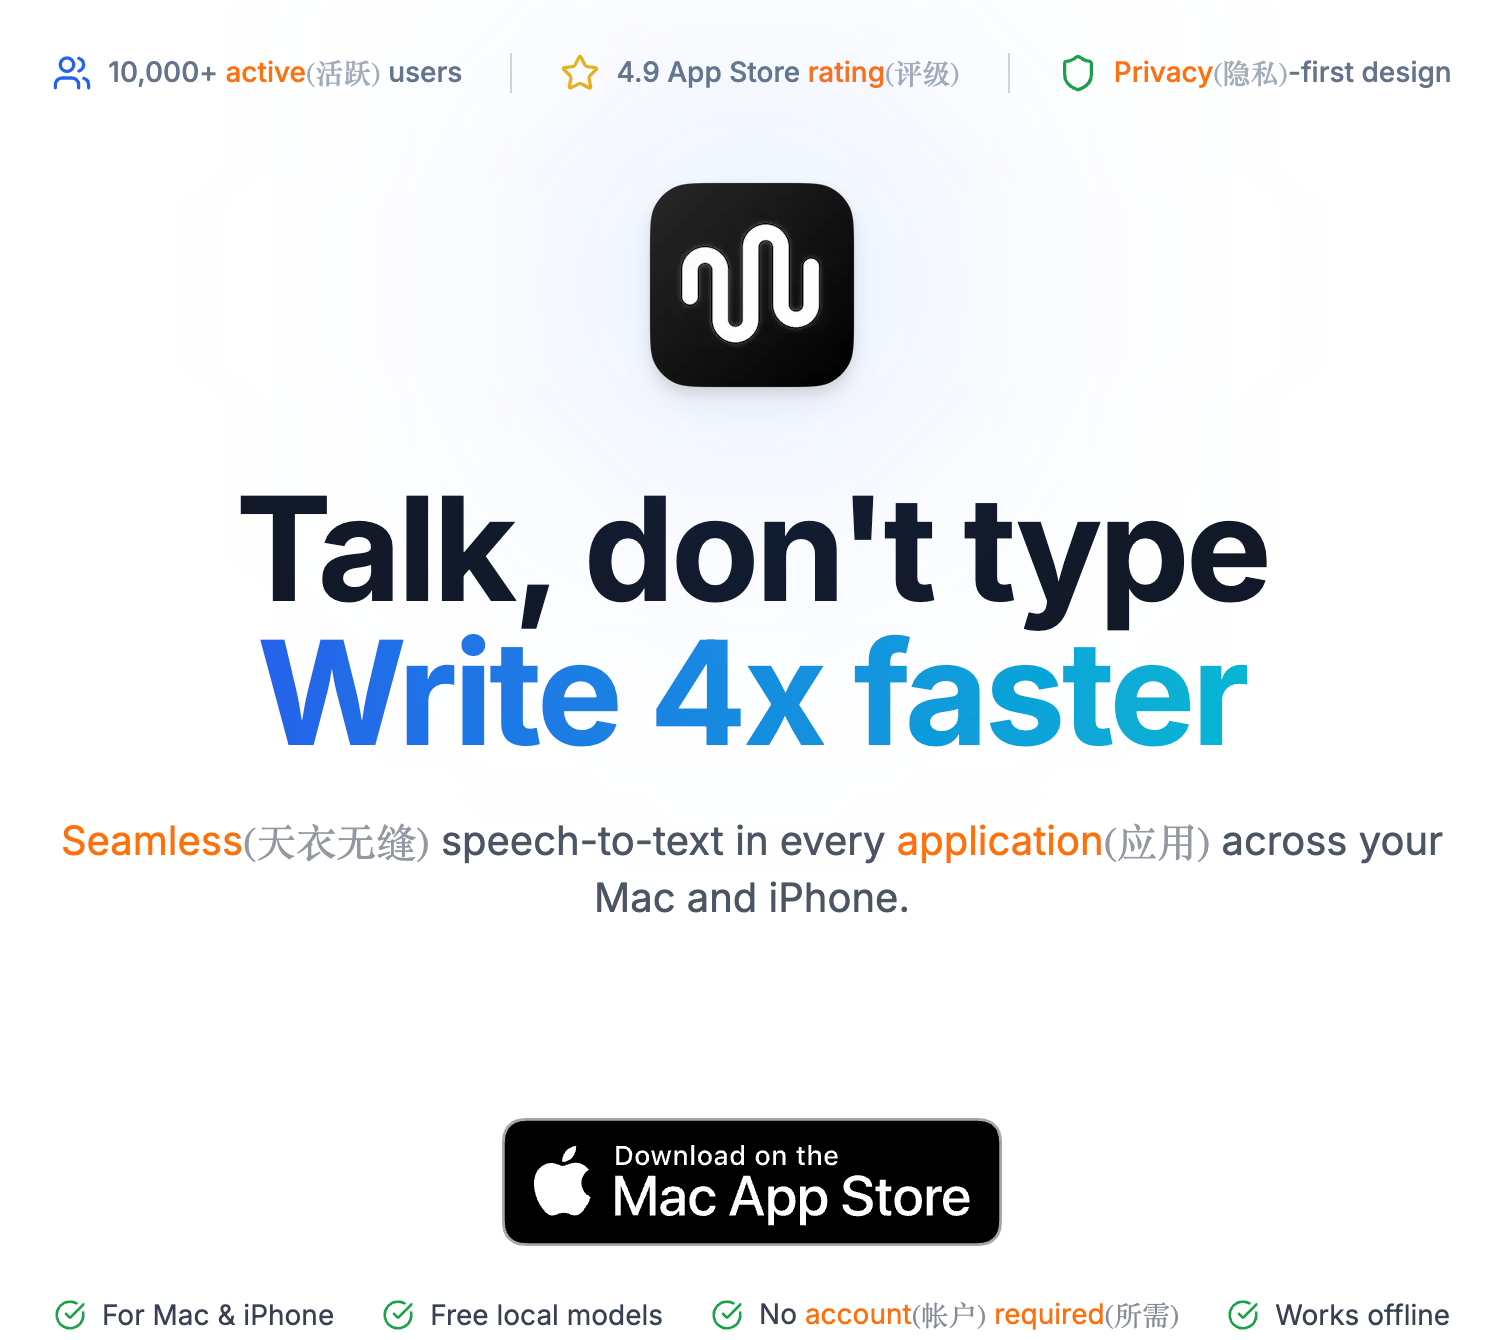 10,000+ active(活跃) users
4.9 App Store rating(评级)
Privacy(隐私)-first design
Talk, don't type
Write 4x faster
Seamless(天衣无缝) speech-to-text in every application(应用) across your
Mac and iPhone.
Download on the
Mac App Store
For Mac & iPhone
Free local models
No account(帐户) required(所需)
Works offline